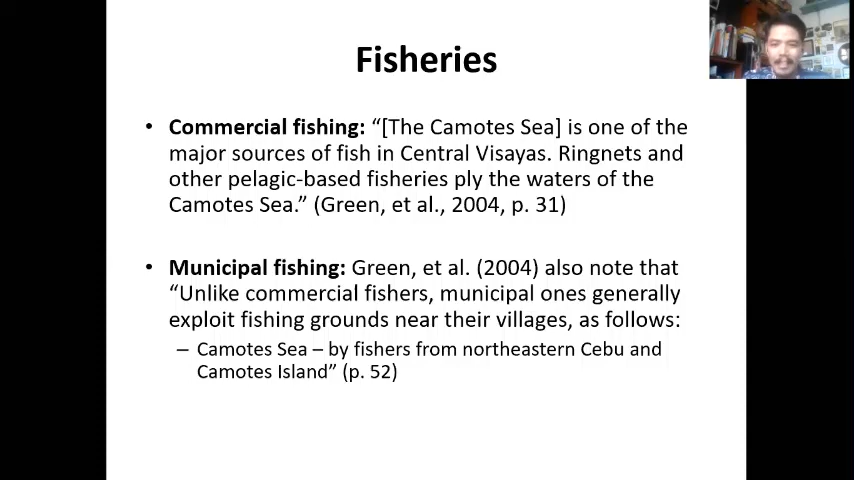 Fisheries
• Commercial fishing: “[The Camotes Sea] is one of the
major sources of fish in Central Visayas. Ringnets and
other pelagic-based fisheries ply the waters of the
Camotes Sea.” (Green, et al., 2004, p. 31)
• Municipal fishing: Green, et al. (2004) also note that
“Unlike commercial fishers, municipal ones generally
exploit fishing grounds near their villages, as follows:
– Camotes Sea – by fishers from northeastern Cebu and
Camotes Island” (p. 52)